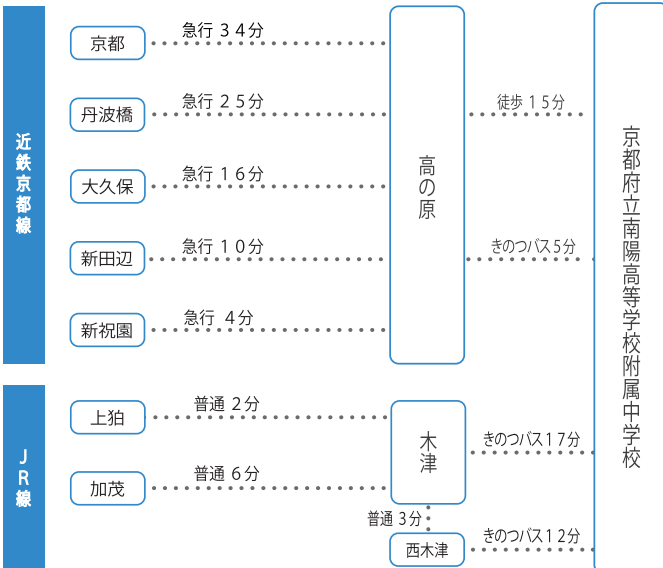 近鉄京都線
京都
急行 34分
丹波橋
急行 25分
大久保
急行 16分
新田辺
急行 10分
新祝園
急行 4分
高の原
徒歩 15分
きのつバス5分
JR線
上狛
普通 2分
加茂
普通 6分
木津
きのつバス17分
普通 3分
西木津
きのつバス12分
京都府立南陽高等学校附属中学校